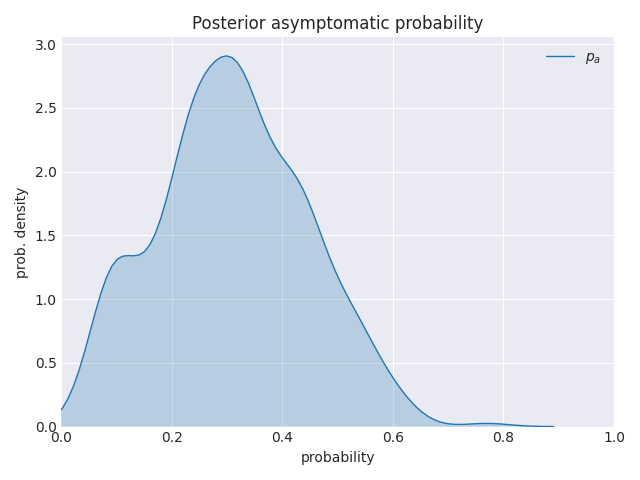 Posterior asymptomatic probability
3.0
2.5
2.0
1.5
1.0
0.5
0.0
prob. density
pₐ
0.0 0.2 0.4 0.6 0.8 1.0
probability